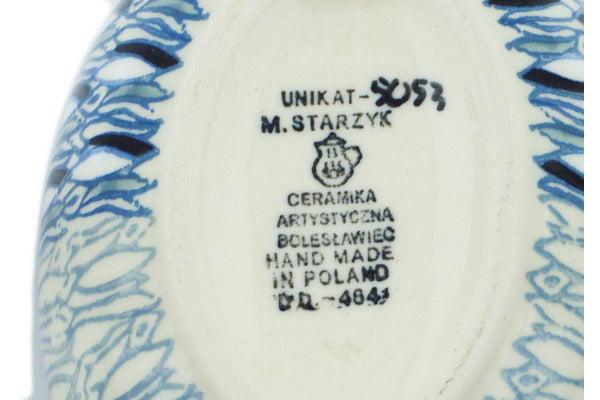 UNIKAT-5053
M. STARZYK
CERAMIKA
ARTYSTYCZNA
BOLESŁAWIEC
HAND MADE
IN POLAND